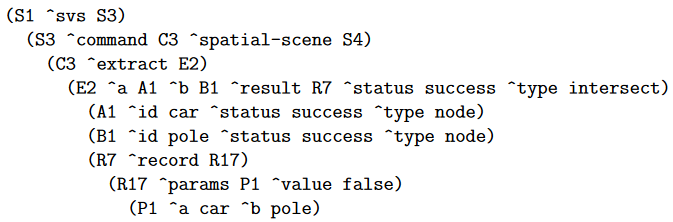 (S1 ^svs S3)
(S3 ^command C3 ^spatial-scene S4)
(C3 ^extract E2)
(E2 ^a A1 ^b B1 ^result R7 ^status success ^type intersect)
(A1 ^id car ^status success ^type node)
(B1 ^id pole ^status success ^type node)
(R7 ^record R17)
(R17 ^params P1 ^value false)
(P1 ^a car ^b pole)